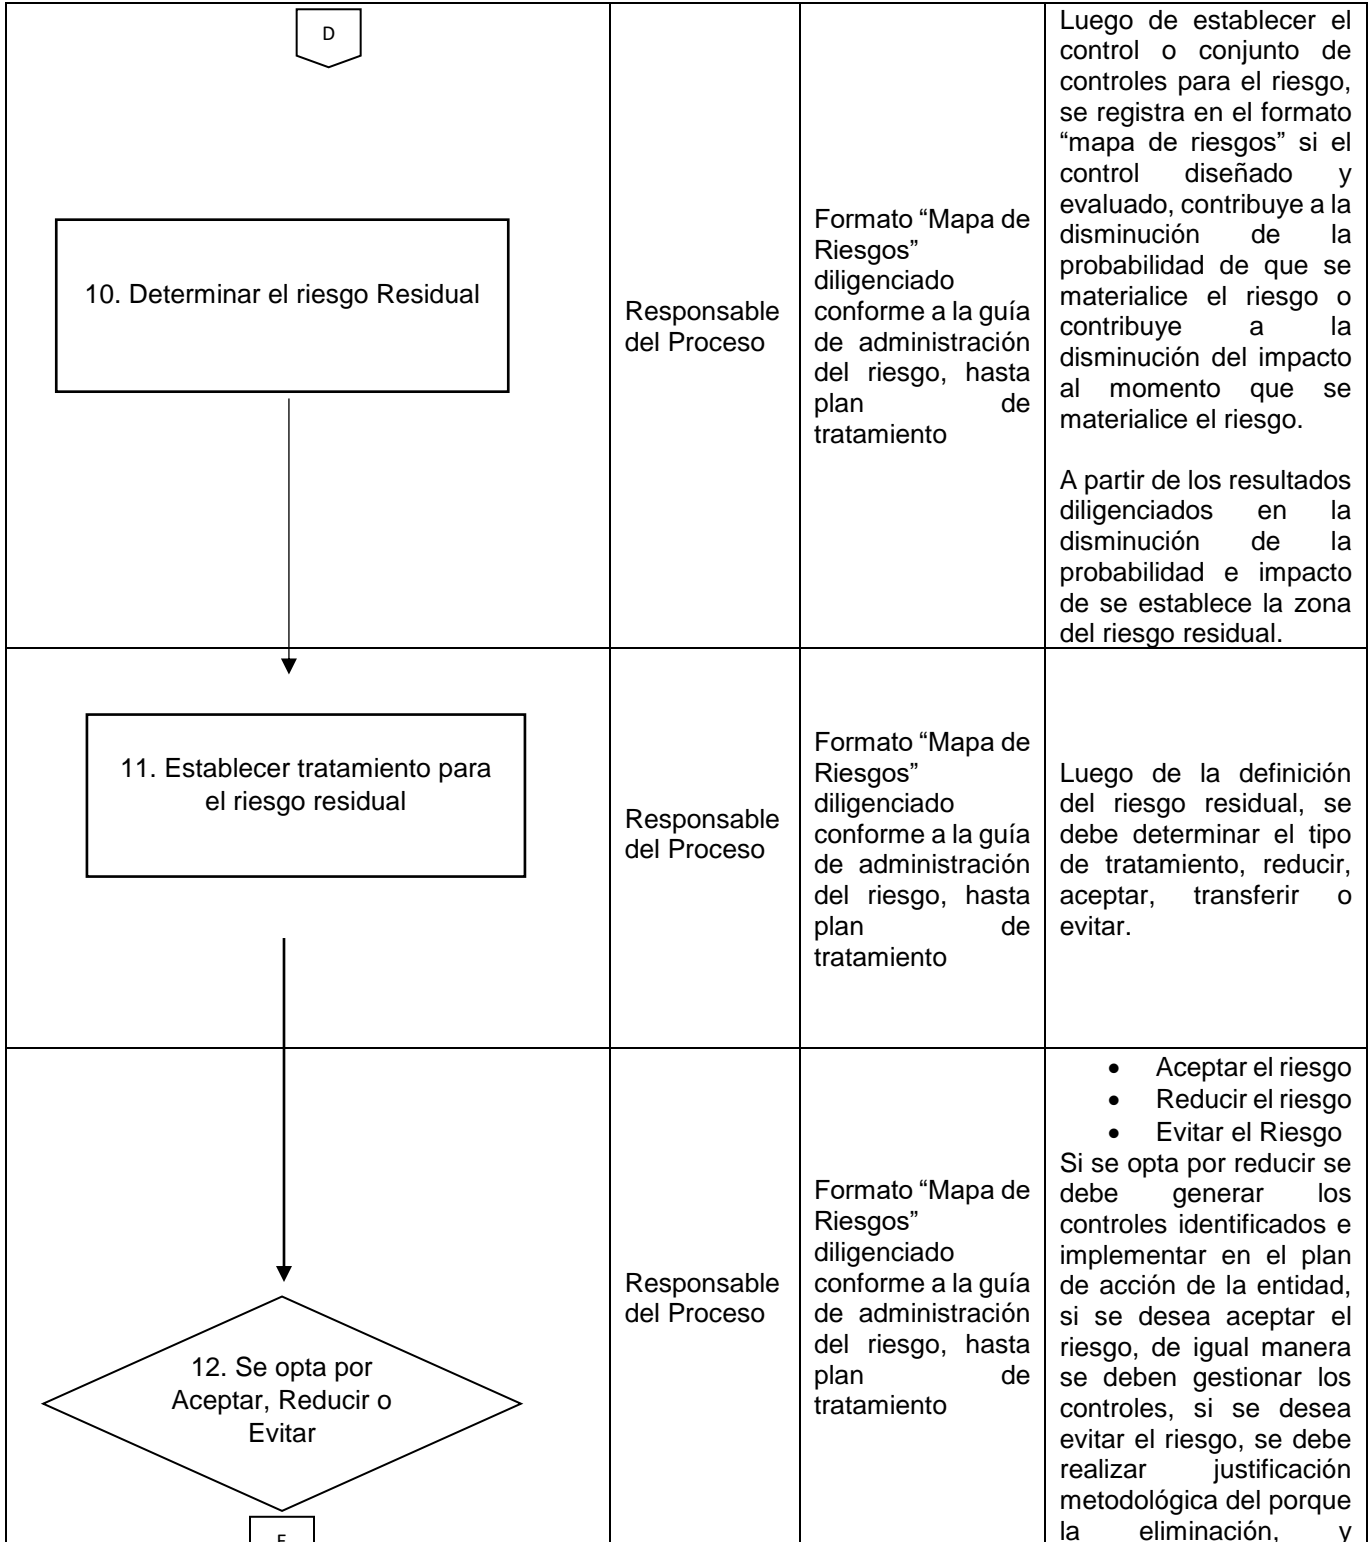 D
10. Determinar el riesgo Residual
Responsable
del Proceso
Formato “Mapa de
Riesgos”
diligenciado
conforme a la guía
de administración
del riesgo, hasta
plan de
tratamiento
Luego de establecer el
control o conjunto de
controles para el riesgo,
se registra en el formato
“mapa de riesgos” si el
control diseñado y
evaluado, contribuye a la
disminución de la
probabilidad de que se
materialice el riesgo o
contribuye a la
disminución del impacto
al momento que se
materialice el riesgo.
A partir de los resultados
diligenciados en la
disminución de la
probabilidad e impacto
de se establece la zona
del riesgo residual.
11. Establecer tratamiento para
el riesgo residual
Responsable
del Proceso
Formato “Mapa de
Riesgos”
diligenciado
conforme a la guía
de administración
del riesgo, hasta
plan de
tratamiento
Luego de la definición
del riesgo residual, se
debe determinar el tipo
de tratamiento, reducir,
aceptar, transferir o
evitar.
12. Se opta por
Aceptar, Reducir o
Evitar
Responsable
del Proceso
Formato “Mapa de
Riesgos”
diligenciado
conforme a la guía
de administración
del riesgo, hasta
plan de
tratamiento
• Aceptar el riesgo
• Reducir el riesgo
• Evitar el Riesgo
Si se opta por reducir se
debe generar los
controles identificados e
implementar en el plan
de acción de la entidad,
si se desea aceptar el
riesgo, de igual manera
se deben gestionar los
controles, si se desea
evitar el riesgo, se debe
realizar justificación
metodológica del porque
la eliminación, y